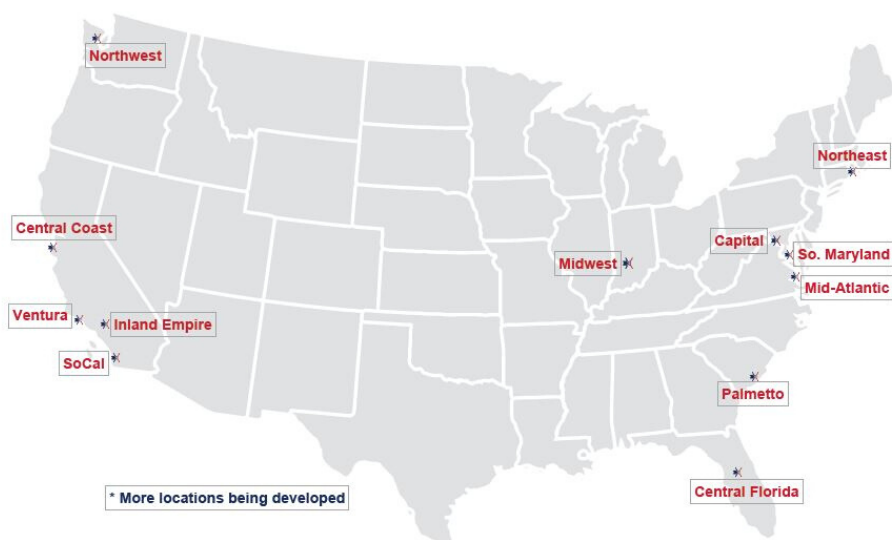 Northwest
Northeast
Central Coast
Capital
So. Maryland
Midwest
Mid-Atlantic
Ventura
Inland Empire
SoCal
Palmetto
Central Florida
* More locations being developed